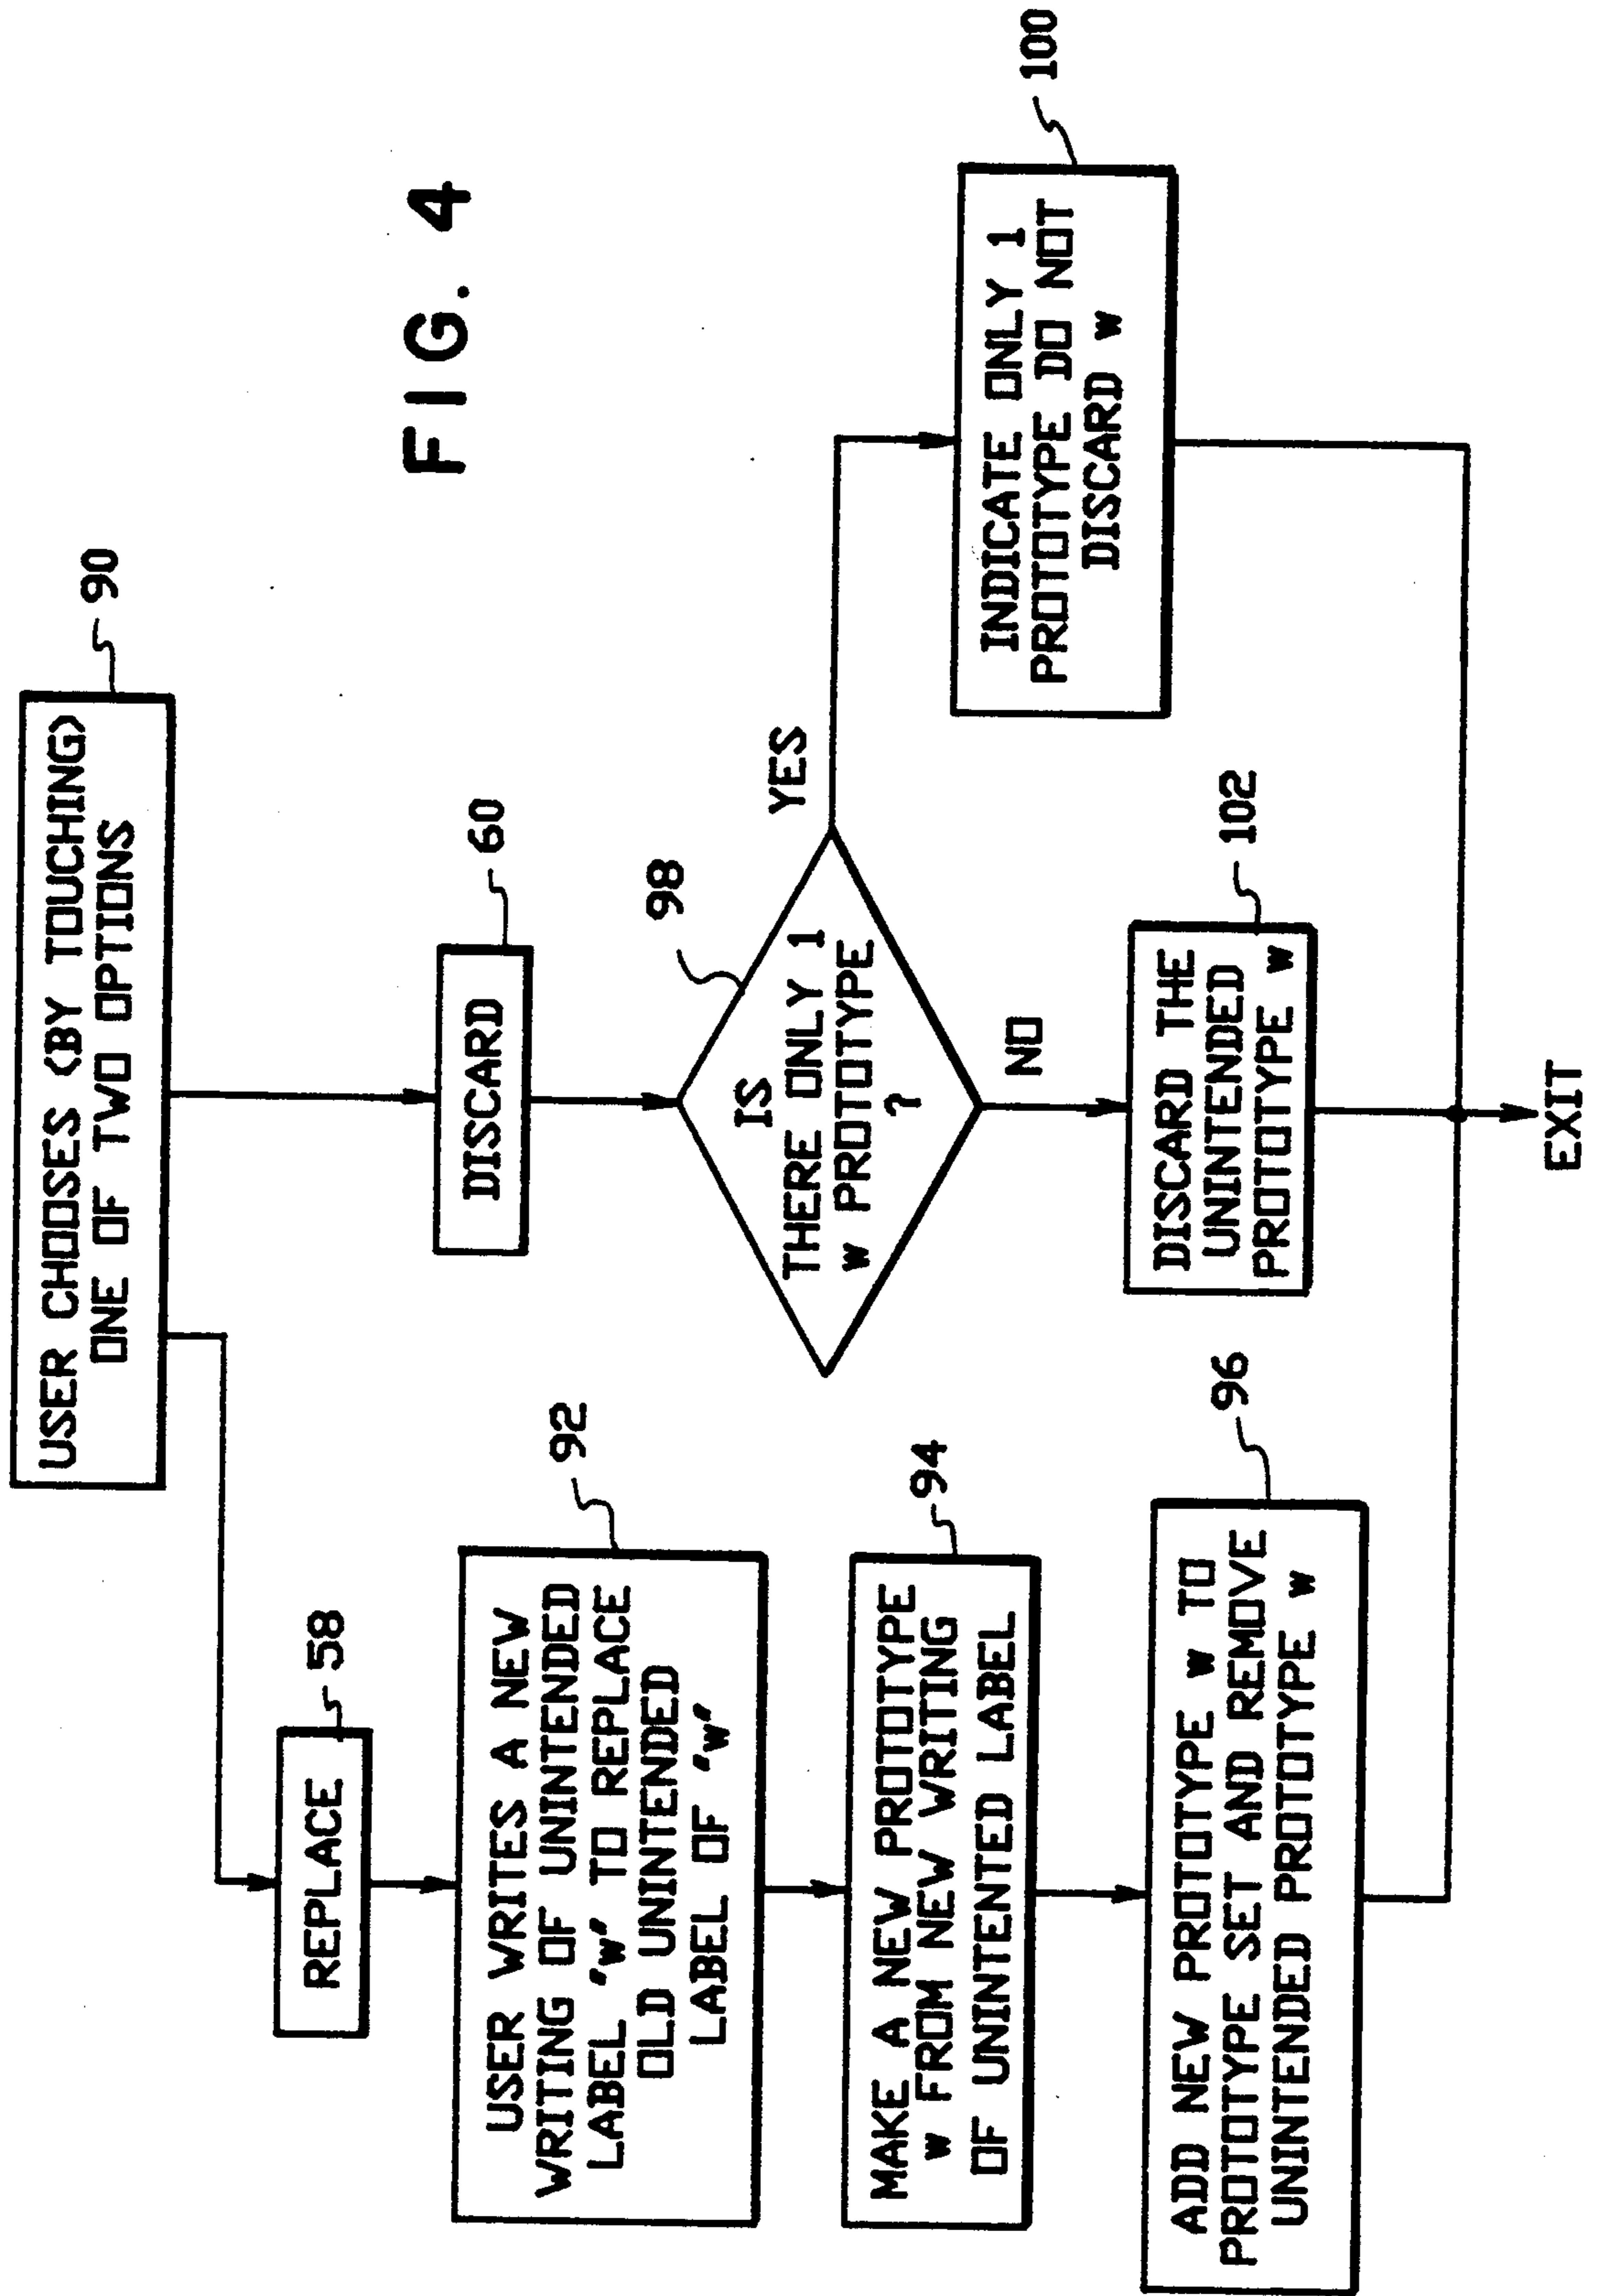 USER CHOOSES (BY TOUCHING)
ONE OF TWO OPTIONS
90
FIG. 4
REPLACE
58
DISCARD
60
USER WRITES A NEW
WRITING OF UNINTENDED
LABEL "w" TO REPLACE
OLD UNINTENDED
LABEL OF "w"
92
98
IS
THERE ONLY 1
w PROTOTYPE
?
YES
NO
MAKE A NEW PROTOTYPE
w FROM NEW WRITING
OF UNINTENTED LABEL
94
INDICATE ONLY 1
PROTOTYPE DO NOT
DISCARD w
100
ADD NEW PROTOTYPE w TO
PROTOTYPE SET AND REMOVE
UNINTENDED PROTOTYPE w
96
DISCARD THE
UNINTENDED
PROTOTYPE w
102
EXIT